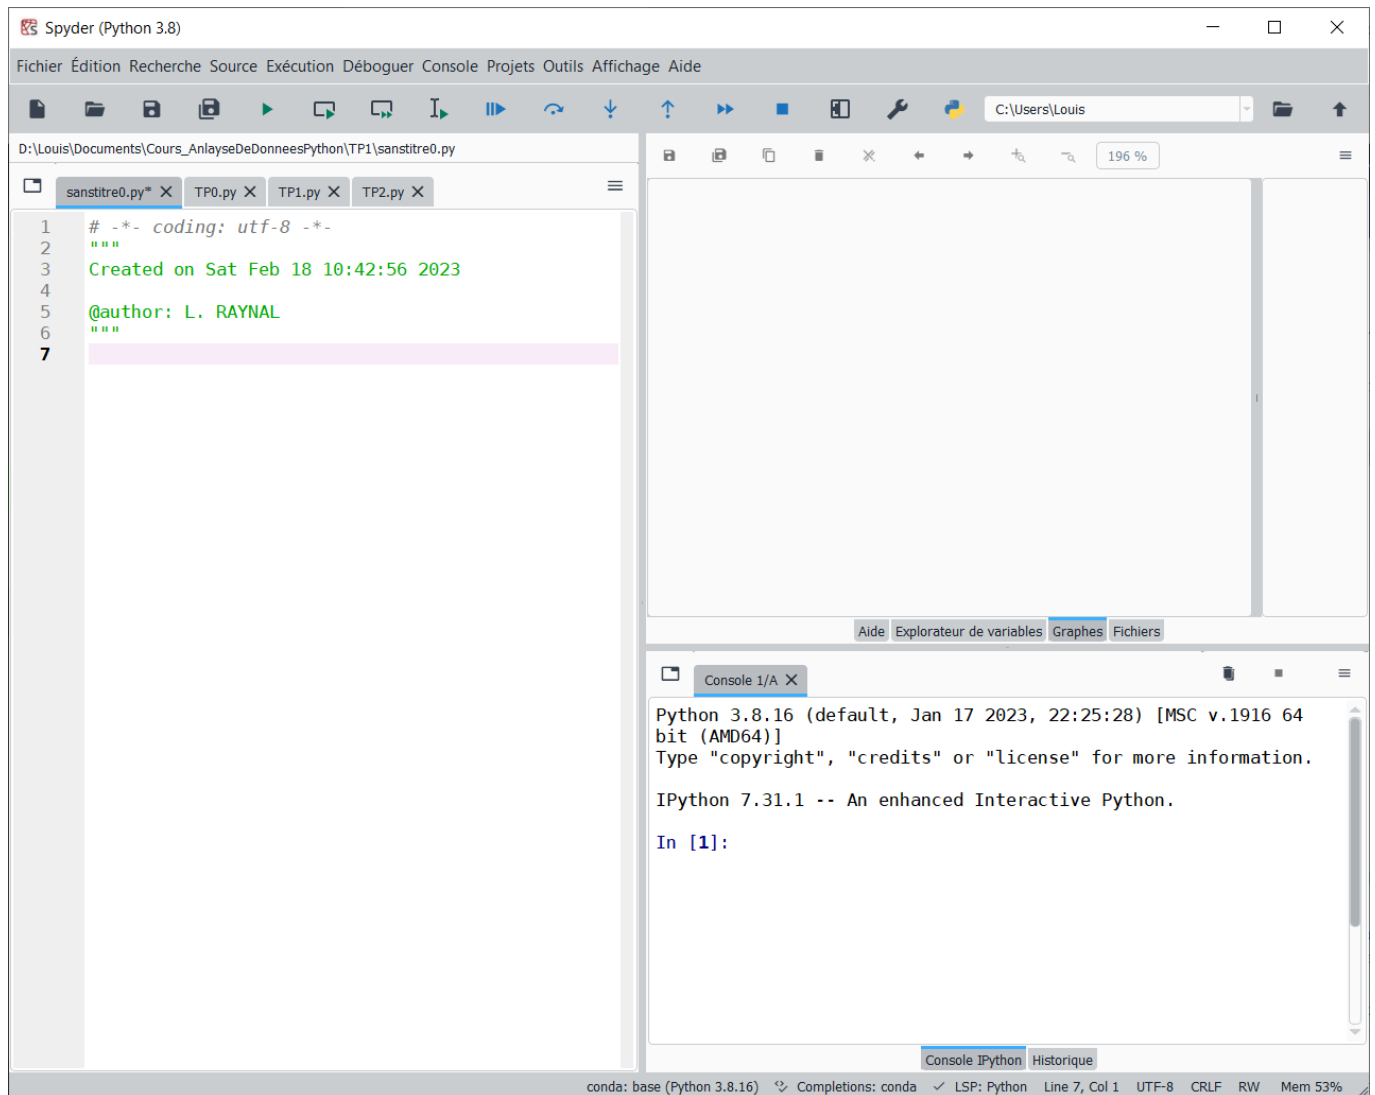 Spyder (Python 3.8)
Fichier Édition Recherche Source Exécution Déboguer Console Projets Outils Affichage Aide
C:\Users\Louis
D:\Louis\Documents\Cours_AnlayseDeDonneesPython\TP1\sanstitre0.py
196 %
sanstitre0.py* TP0.py TP1.py TP2.py
1 # -*- coding: utf-8 -*-
2 """
3 Created on Sat Feb 18 10:42:56 2023
4
5 @author: L. RAYNAL
6 """
7
Aide Explorateur de variables Graphes Fichiers
Console 1/A
Python 3.8.16 (default, Jan 17 2023, 22:25:28) [MSC v.1916 64
bit (AMD64)]
Type "copyright", "credits" or "license" for more information.
IPython 7.31.1 -- An enhanced Interactive Python.
In [1]:
Console IPython Historique
conda: base (Python 3.8.16) Completions: conda LSP: Python Line 7, Col 1 UTF-8 CRLF RW Mem 53%